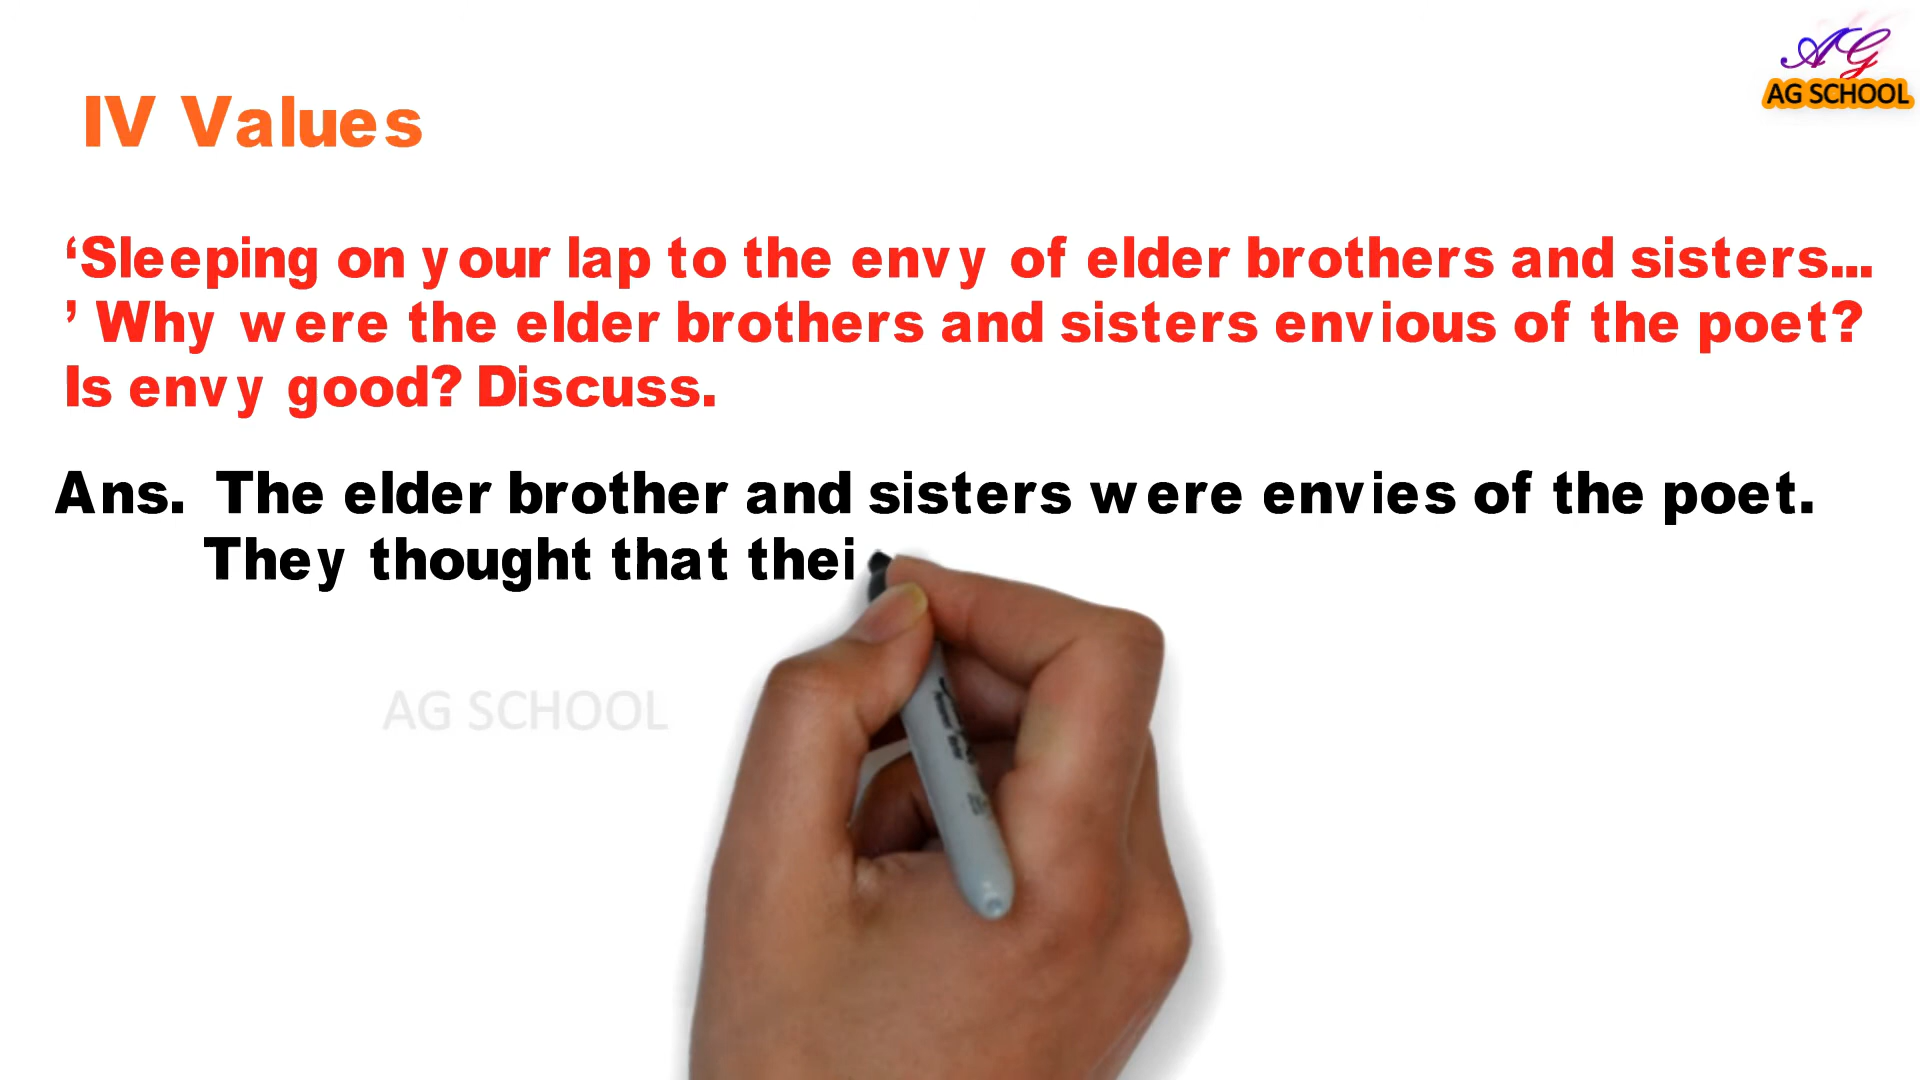 AG
AG SCHOOL
IV Values
‘Sleeping on your lap to the envy of elder brothers and sisters...
’ Why were the elder brothers and sisters envious of the poet?
Is envy good? Discuss.
Ans. The elder brother and sisters were envies of the poet.
They thought that thei
AG SCHOOL